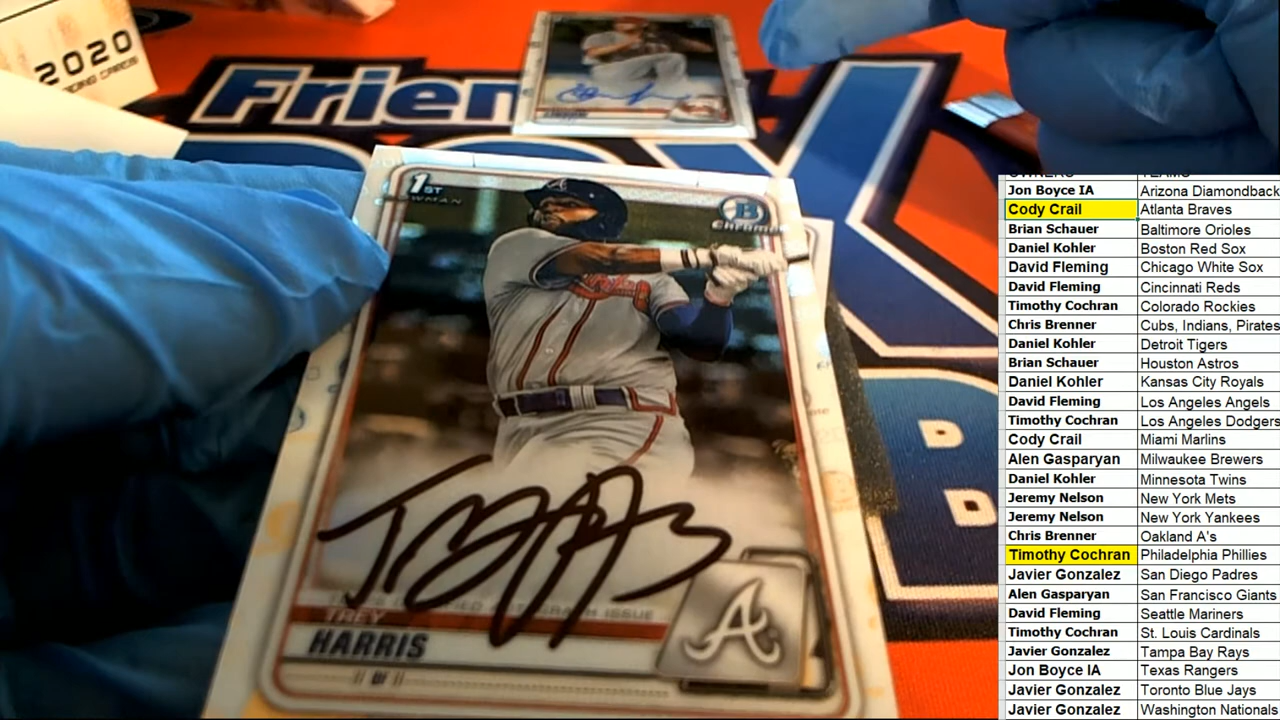 2020
1ST
BOWMAN
B
CHROME
TREY
HARRIS
OF
A
OWNERS TEAMS
Jon Boyce IA Arizona Diamondback
Cody Crail Atlanta Braves
Brian Schauer Baltimore Orioles
Daniel Kohler Boston Red Sox
David Fleming Chicago White Sox
David Fleming Cincinnati Reds
Timothy Cochran Colorado Rockies
Chris Brenner Cubs, Indians, Pirates
Daniel Kohler Detroit Tigers
Brian Schauer Houston Astros
Daniel Kohler Kansas City Royals
David Fleming Los Angeles Angels
Timothy Cochran Los Angeles Dodgers
Cody Crail Miami Marlins
Alen Gasparyan Milwaukee Brewers
Daniel Kohler Minnesota Twins
Jeremy Nelson New York Mets
Jeremy Nelson New York Yankees
Chris Brenner Oakland A's
Timothy Cochran Philadelphia Phillies
Javier Gonzalez San Diego Padres
Alen Gasparyan San Francisco Giants
David Fleming Seattle Mariners
Timothy Cochran St. Louis Cardinals
Javier Gonzalez Tampa Bay Rays
Jon Boyce IA Texas Rangers
Javier Gonzalez Toronto Blue Jays
Javier Gonzalez Washington Nationals